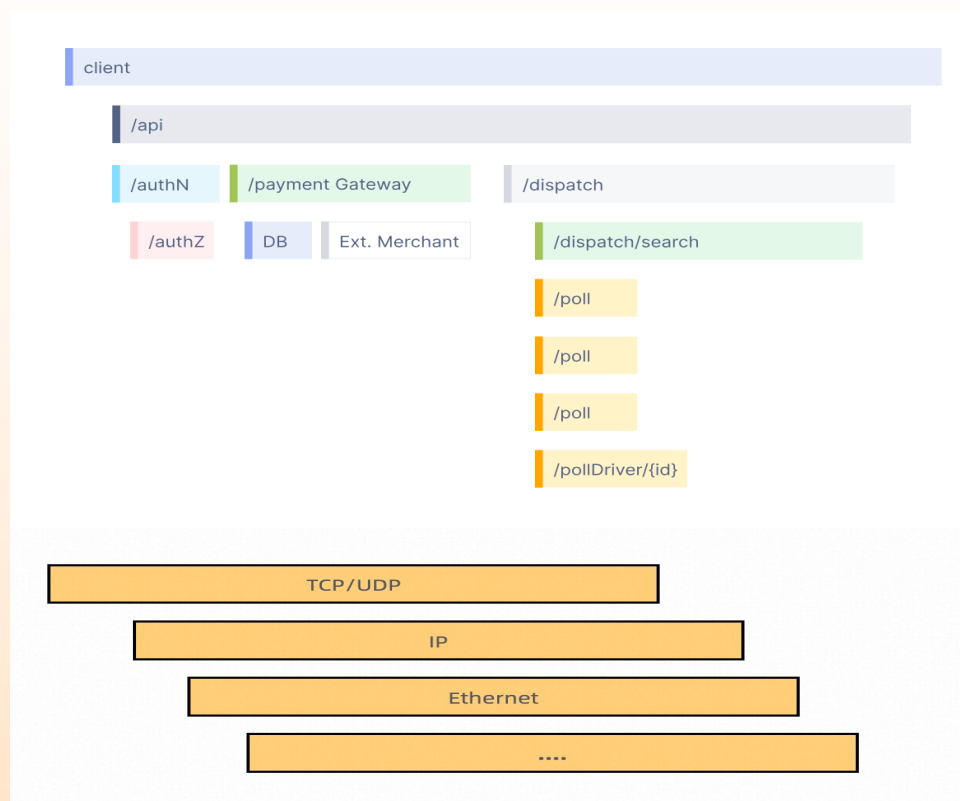 client
/api
/authN /payment Gateway /dispatch
/authZ DB Ext. Merchant /dispatch/search
/poll
/poll
/poll
/pollDriver/{id}
TCP/UDP
IP
Ethernet
....